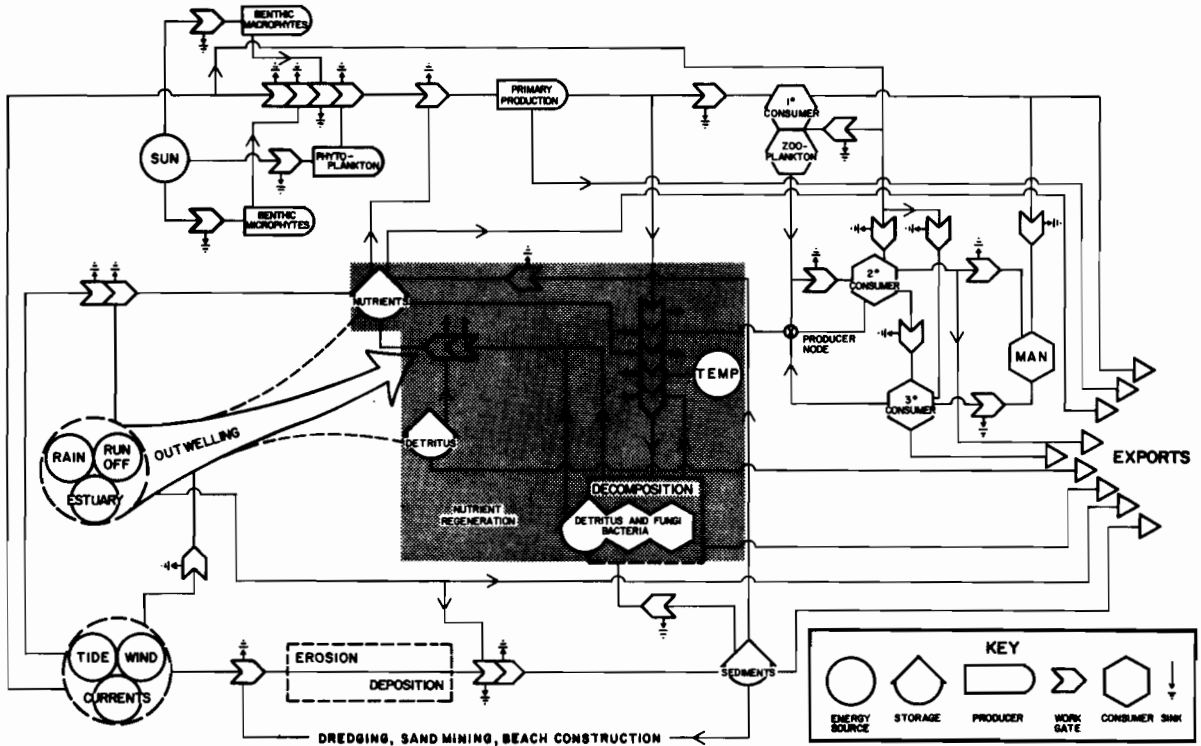 BENTHIC
MACROPHYTES
SUN
PHYTO-
PLANKTON
BENTHIC
MICROPHYTES
PRIMARY
PRODUCTION
1°
CONSUMER
ZOO-
PLANKTON
2°
CONSUMER
NUTRIENTS
PRODUCER
NODE
MAN
TEMP
3°
CONSUMER
RAIN
RUN
OFF
ESTUARY
OUTWELLING
DETRITUS
EXPORTS
DECOMPOSITION
NUTRIENT
REGENERATION
DETRITUS AND FUNGI
BACTERIA
TIDE
WIND
CURRENTS
EROSION
DEPOSITION
SEDIMENTS
DREDGING, SAND MINING, BEACH CONSTRUCTION
KEY
ENERGY
SOURCE
STORAGE
PRODUCER
WORK
GATE
CONSUMER
SINK